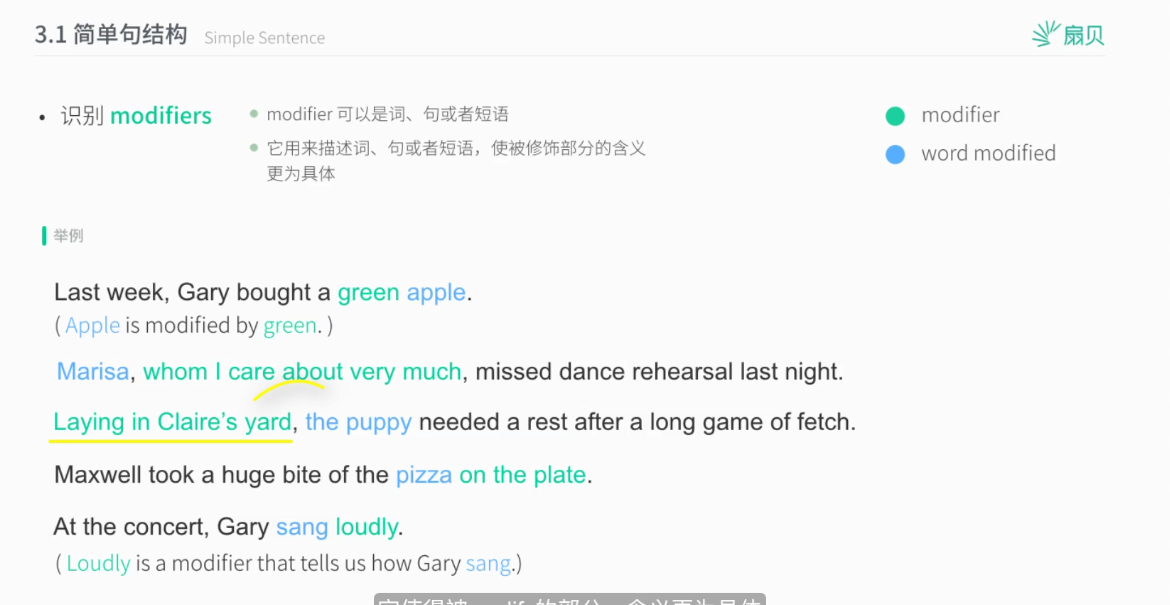 3.1 简单句结构 Simple Sentence
扇贝
• 识别 modifiers
modifier 可以是词、句或者短语
它用来描述词、句或者短语，使被修饰部分的含义
更为具体
modifier
word modified
举例
Last week, Gary bought a green apple.
( Apple is modified by green. )
Marisa, whom I care about very much, missed dance rehearsal last night.
Laying in Claire's yard, the puppy needed a rest after a long game of fetch.
Maxwell took a huge bite of the pizza on the plate.
At the concert, Gary sang loudly.
( Loudly is a modifier that tells us how Gary sang.)